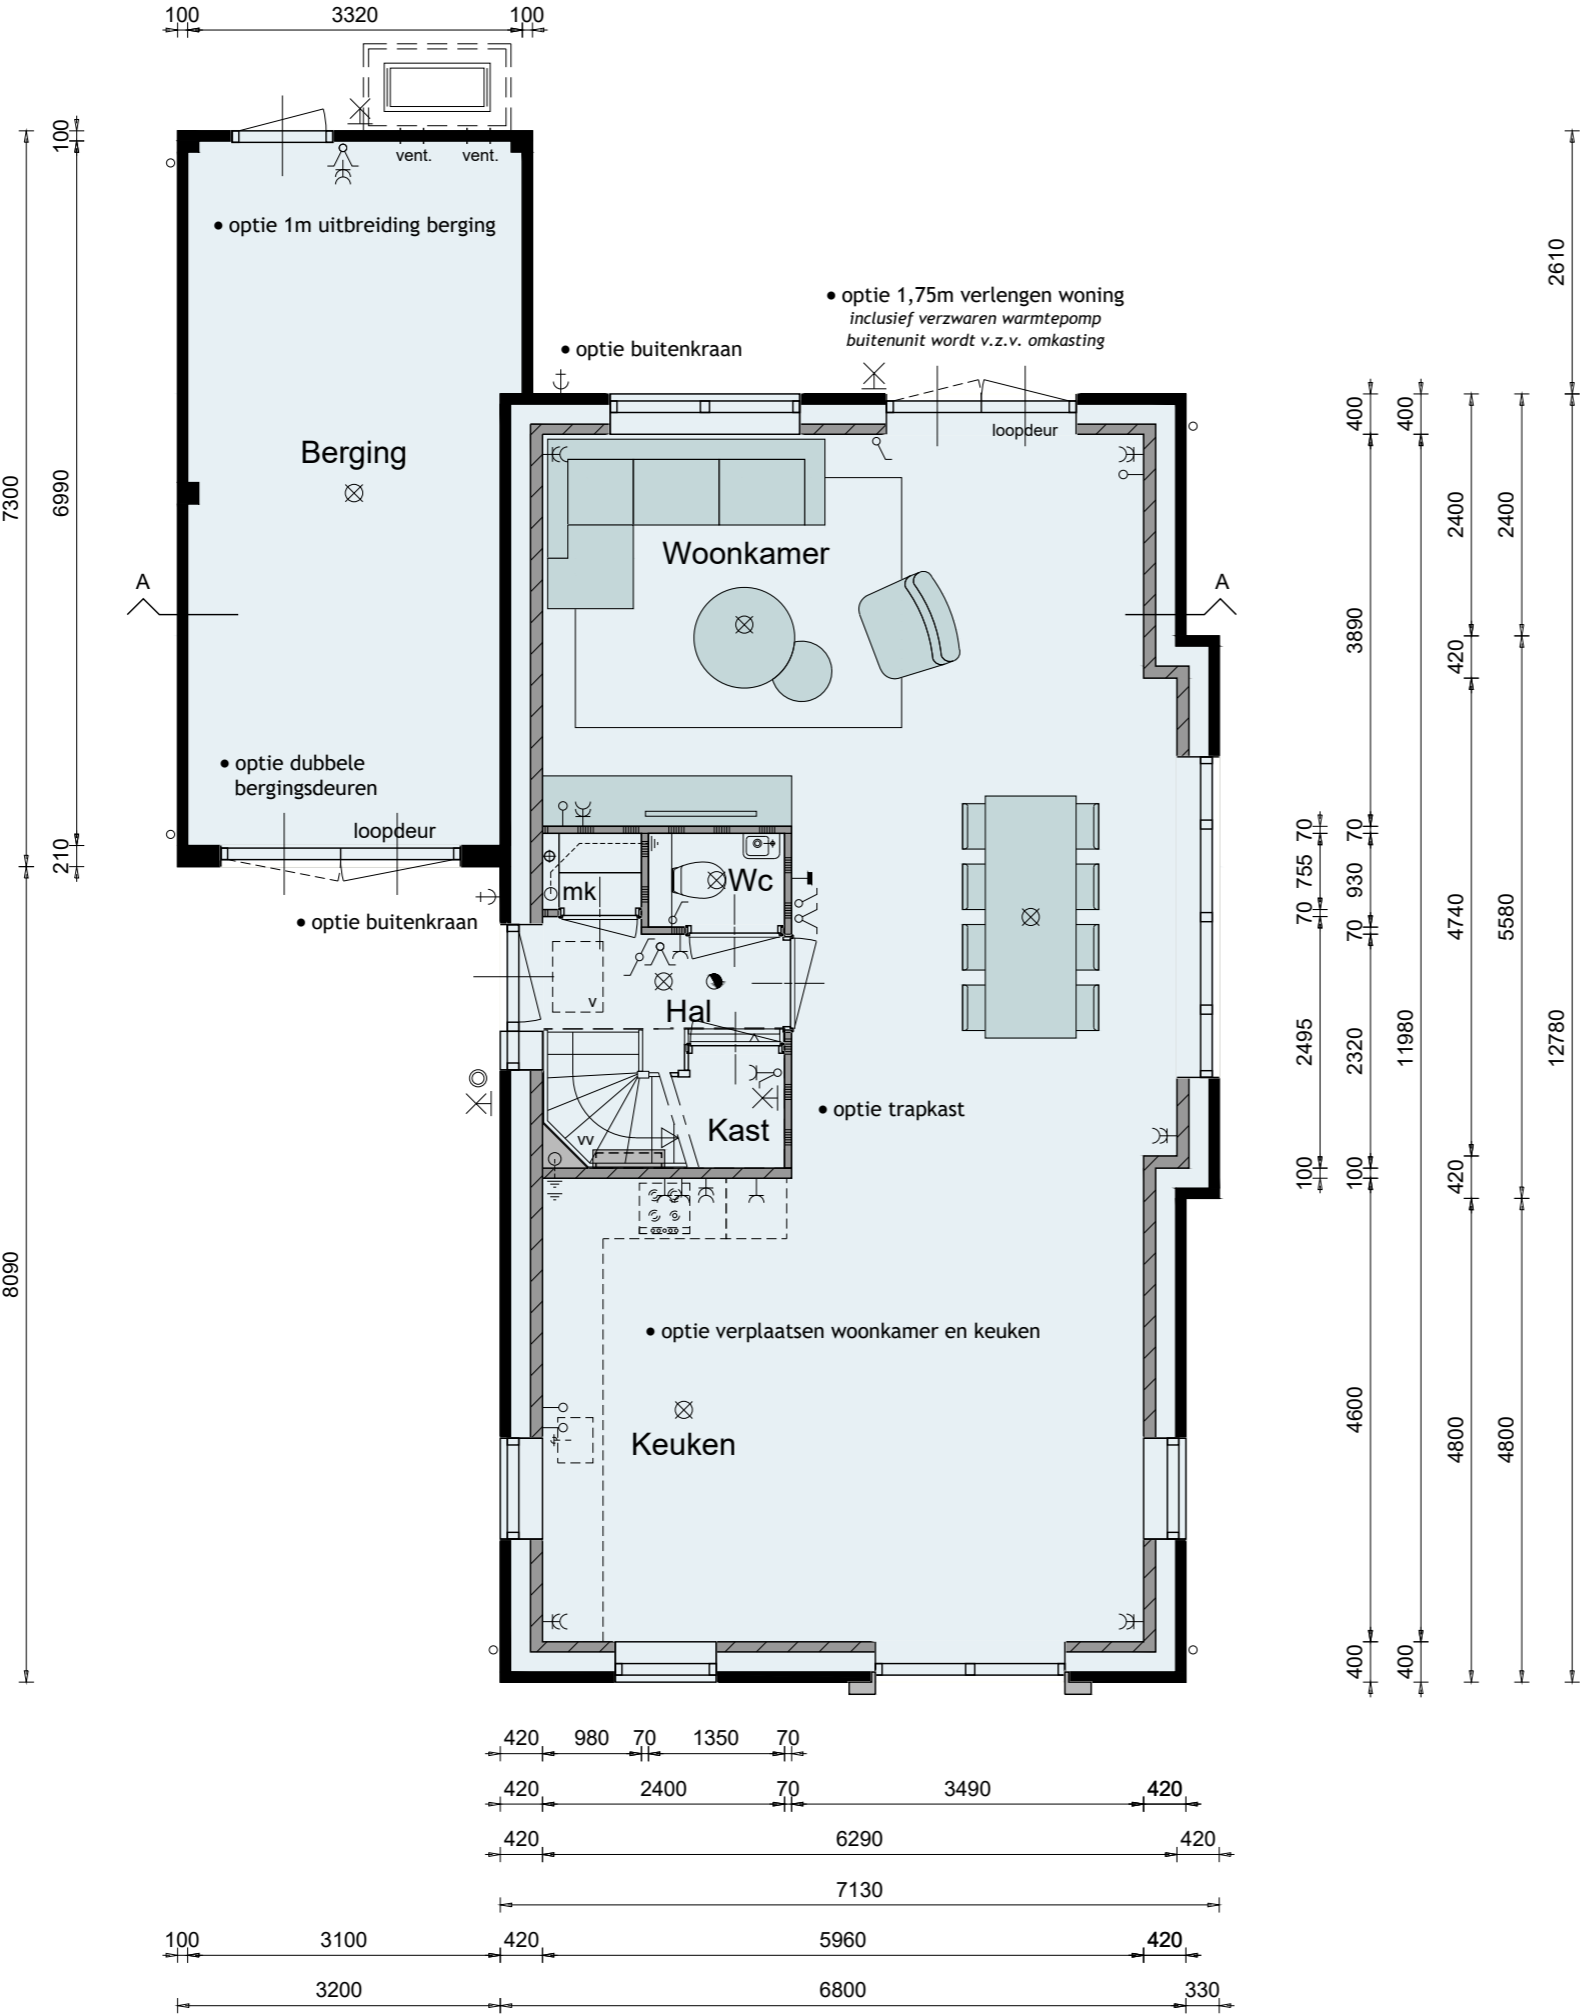 100 3320 100
vent. vent.
• optie 1m uitbreiding berging
• optie 1,75m verlengen woning
inclusief verzwaren warmtepomp
buitenunit wordt v.z.v. omkasting
• optie buitenkraan
loopdeur
Berging
Woonkamer
A A
• optie dubbele
bergingsdeuren
loopdeur
• optie buitenkraan
mk Wc
v
Hal
vv
Kast
• optie trapkast
• optie verplaatsen woonkamer en keuken
Keuken
7300
8090
100
6990
210
70
755
70
2495
100
400
3890
70
930
70
2320
100
4600
400
400
11980
400
2400
420
4740
420
4800
2400
5580
4800
2610
12780
420 980 70 1350 70
420 2400 70 3490 420
420 6290 420
7130
100 3100 420 5960 420
3200 6800 330